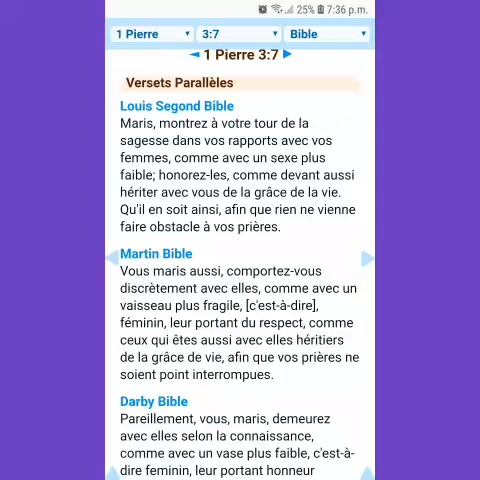 25% 7:36 p.m.
1 Pierre 3:7 Bible
1 Pierre 3:7
Versets Parallèles
Louis Segond Bible
Maris, montrez à votre tour de la
sagesse dans vos rapports avec vos
femmes, comme avec un sexe plus
faible; honorez-les, comme devant aussi
hériter avec vous de la grâce de la vie.
Qu'il en soit ainsi, afin que rien ne vienne
faire obstacle à vos prières.
Martin Bible
Vous maris aussi, comportez-vous
discrètement avec elles, comme avec un
vaisseau plus fragile, [c'est-à-dire],
féminin, leur portant du respect, comme
ceux qui êtes aussi avec elles héritiers
de la grâce de vie, afin que vos prières ne
soient point interrompues.
Darby Bible
Pareillement, vous, maris, demeurez
avec elles selon la connaissance,
comme avec un vase plus faible, c'est-à-
dire feminin, leur portant honneur